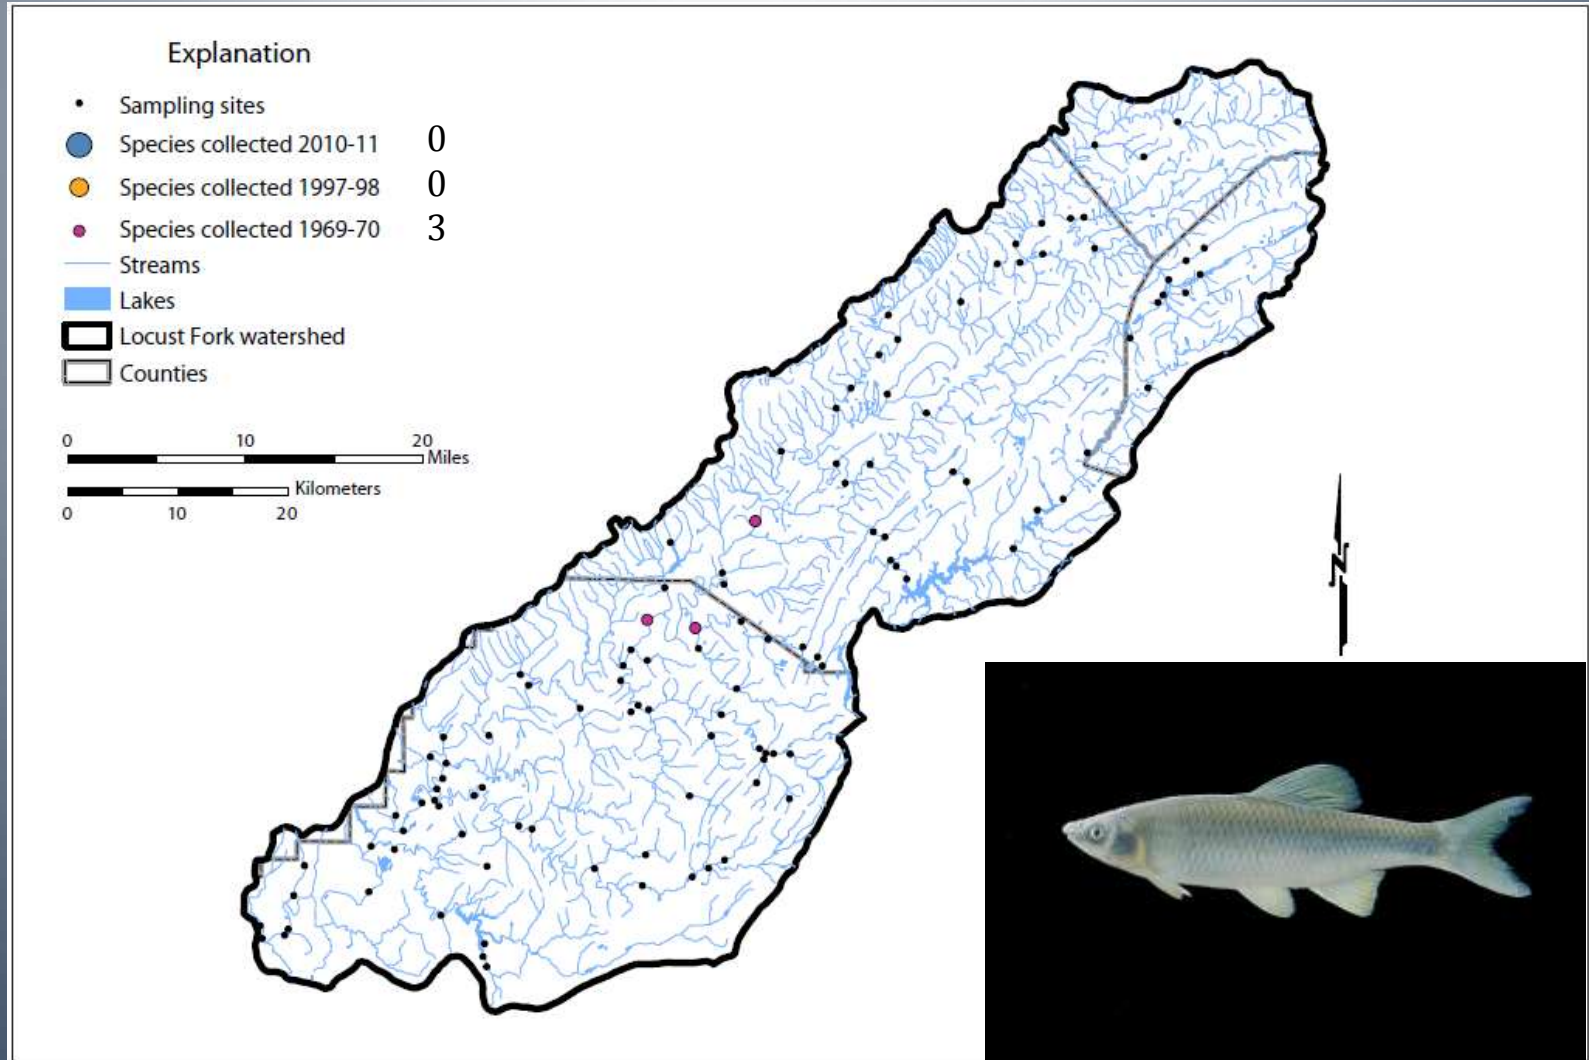 Explanation
Sampling sites
Species collected 2010-11 0
Species collected 1997-98 0
Species collected 1969-70 3
Streams
Lakes
Locust Fork watershed
Counties
0 10 20
Miles
Kilometers
0 10 20
N